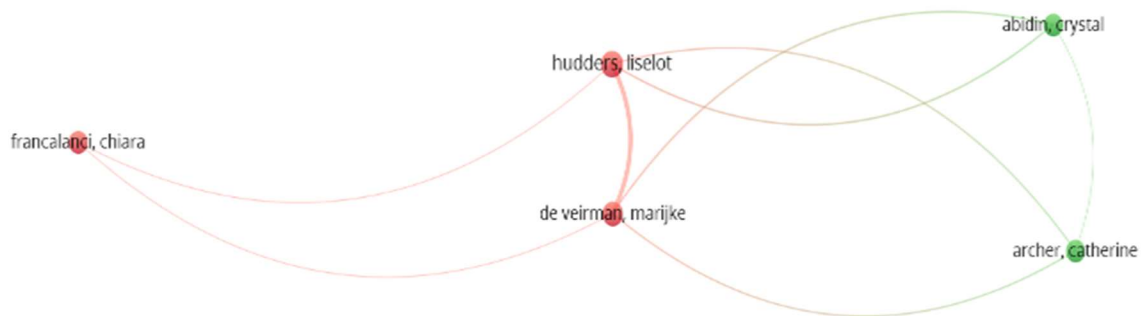 abidin, crystal
hudders, liselot
francalanci, chiara
de veirman, marijke
archer, catherine